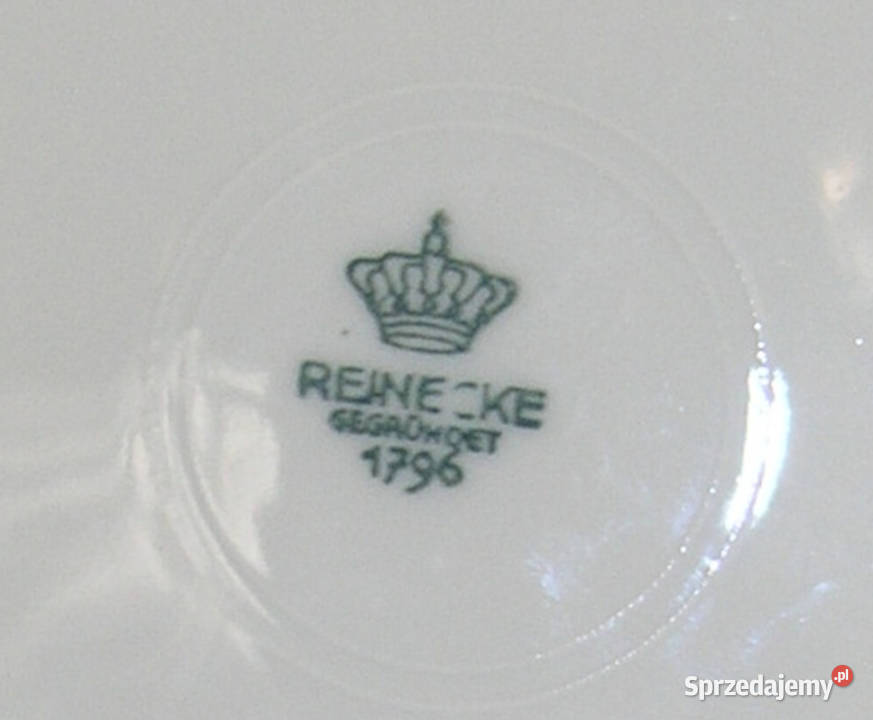 REINECKE
GEGRÜNDET
1796
Sprzedajemy.pl